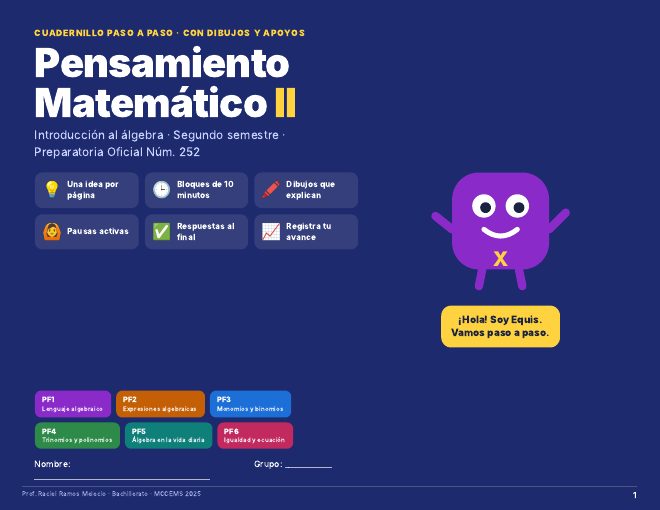 CUADERNILLO PASO A PASO · CON DIBUJOS Y APOYOS
Pensamiento
Matemático II
Introducción al álgebra · Segundo semestre ·
Preparatoria Oficial Núm. 252
Una idea por
página
Bloques de 10
minutos
Dibujos que
explican
Pausas activas
Respuestas al
final
Registra tu
avance
X
¡Hola! Soy Equis.
Vamos paso a paso.
PF1
Lenguaje algebraico
PF2
Expresiones algebraicas
PF3
Monomios y binomios
PF4
Trinomios y polinomios
PF5
Álgebra en la vida diaria
PF6
Igualdad y ecuación
Nombre:
Grupo:
Prof. Raciel Ramos Melecio · Bachillerato · MCCEMS 2025
1